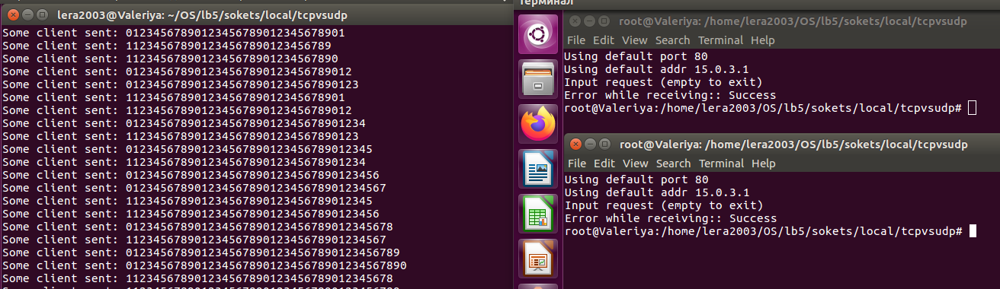 lera2003@Valeriya: ~/OS/lb5/sokets/local/tcpvsudp
Some client sent: 01234567890123456789012345678901
Some client sent: 112345678901234567890123456789
Some client sent: 1123456789012345678901234567890
Some client sent: 012345678901234567890123456789012
Some client sent: 0123456789012345678901234567890123
Some client sent: 11234567890123456789012345678901
Some client sent: 112345678901234567890123456789012
Some client sent: 01234567890123456789012345678901234
Some client sent: 1123456789012345678901234567890123
Some client sent: 012345678901234567890123456789012345
Some client sent: 11234567890123456789012345678901234
Some client sent: 0123456789012345678901234567890123456
Some client sent: 01234567890123456789012345678901234567
Some client sent: 112345678901234567890123456789012345
Some client sent: 1123456789012345678901234567890123456
Some client sent: 012345678901234567890123456789012345678
Some client sent: 11234567890123456789012345678901234567
Some client sent: 0123456789012345678901234567890123456789
Some client sent: 01234567890123456789012345678901234567890
Some client sent: 112345678901234567890123456789012345678
Some client sent: 1123456789012345678901234567890123456789
Терминал
root@Valeriya: /home/lera2003/OS/lb5/sokets/local/tcpvsudp
File Edit View Search Terminal Help
Using default port 80
Using default addr 15.0.3.1
Input request (empty to exit)
Error while receiving:: Success
root@Valeriya:/home/lera2003/OS/lb5/sokets/local/tcpvsudp#
root@Valeriya: /home/lera2003/OS/lb5/sokets/local/tcpvsudp
File Edit View Search Terminal Help
Using default port 80
Using default addr 15.0.3.1
Input request (empty to exit)
Error while receiving:: Success
root@Valeriya:/home/lera2003/OS/lb5/sokets/local/tcpvsudp#